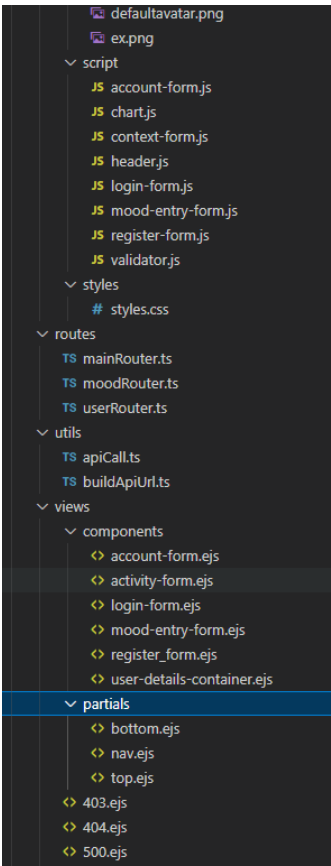 defaultavatar.png
ex.png
script
JS account-form.js
JS chart.js
JS context-form.js
JS header.js
JS login-form.js
JS mood-entry-form.js
JS register-form.js
JS validator.js
styles
# styles.css
routes
TS mainRouter.ts
TS moodRouter.ts
TS userRouter.ts
utils
TS apiCall.ts
TS buildApiUrl.ts
views
components
<> account-form.ejs
<> activity-form.ejs
<> login-form.ejs
<> mood-entry-form.ejs
<> register_form.ejs
<> user-details-container.ejs
partials
<> bottom.ejs
<> nav.ejs
<> top.ejs
<> 403.ejs
<> 404.ejs
<> 500.ejs